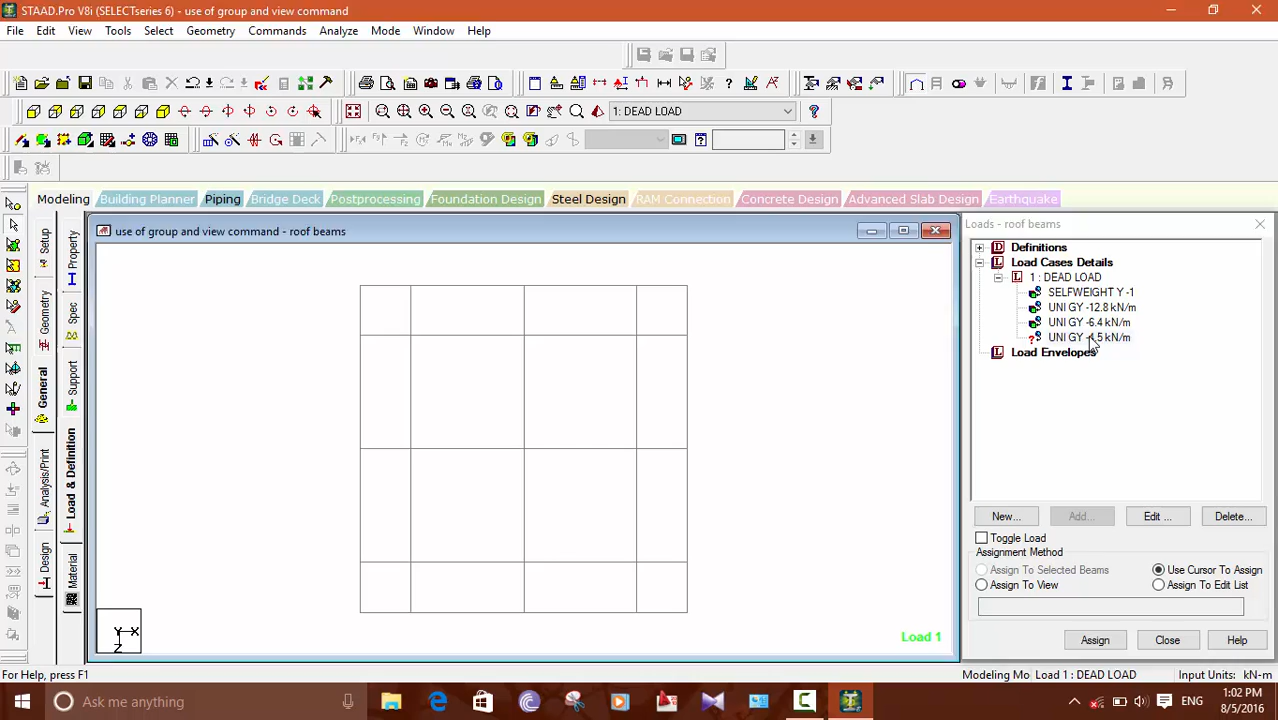 STAAD.Pro V8i (SELECTseries 6) - use of group and view command
File Edit View Tools Select Geometry Commands Analyze Mode Window Help
1: DEAD LOAD
Modeling Building Planner Piping Bridge Deck Postprocessing Foundation Design Steel Design RAM Connection Concrete Design Advanced Slab Design Earthquake
use of group and view command - roof beams
Loads - roof beams
Definitions
Load Cases Details
1 : DEAD LOAD
SELFWEIGHT Y -1
UNI GY -12.8 kN/m
UNI GY -6.4 kN/m
UNI GY -4.5 kN/m
Load Envelopes
Setup
Geometry
General
Analysis/Print
Design
Property
Spec
Support
Load & Definition
Material
New... Add... Edit ... Delete...
Toggle Load
Assignment Method
Assign To Selected Beams Use Cursor To Assign
Assign To View Assign To Edit List
Assign Close Help
Y X
Z
Load 1
For Help, press F1 Modeling Mo Load 1 : DEAD LOAD Input Units: kN-m
Ask me anything
ENG
1:02 PM
8/5/2016